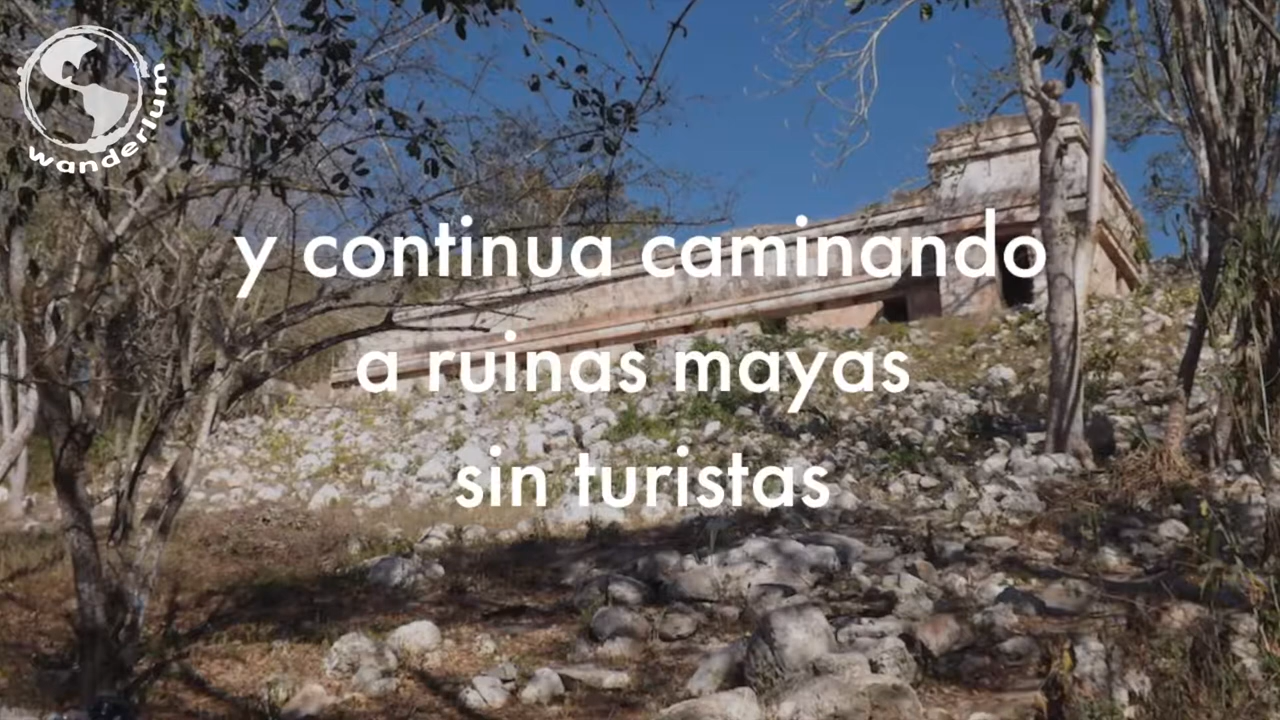 wanderlum
y continua caminando
a ruinas mayas
sin turistas